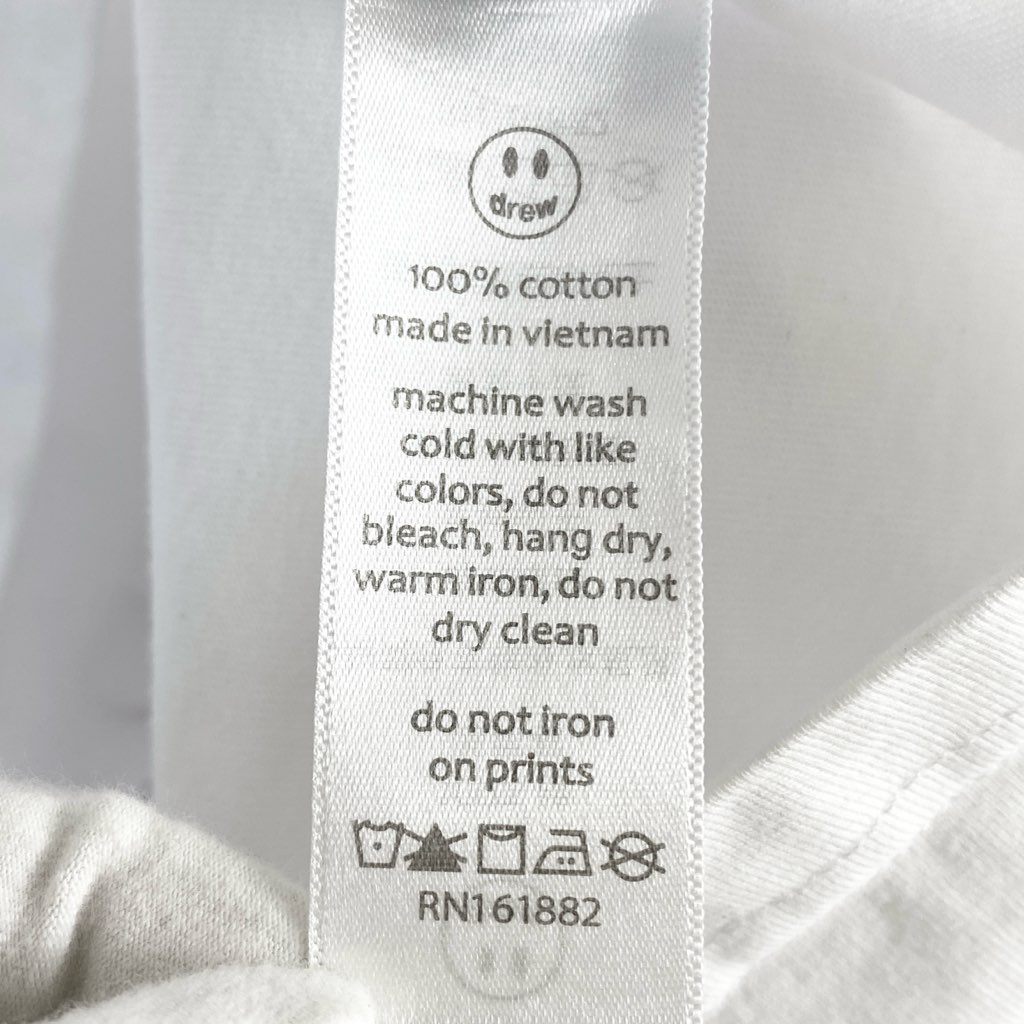 drew
100% cotton
made in vietnam
machine wash
cold with like
colors, do not
bleach, hang dry,
warm iron, do not
dry clean
do not iron
on prints
RN161882